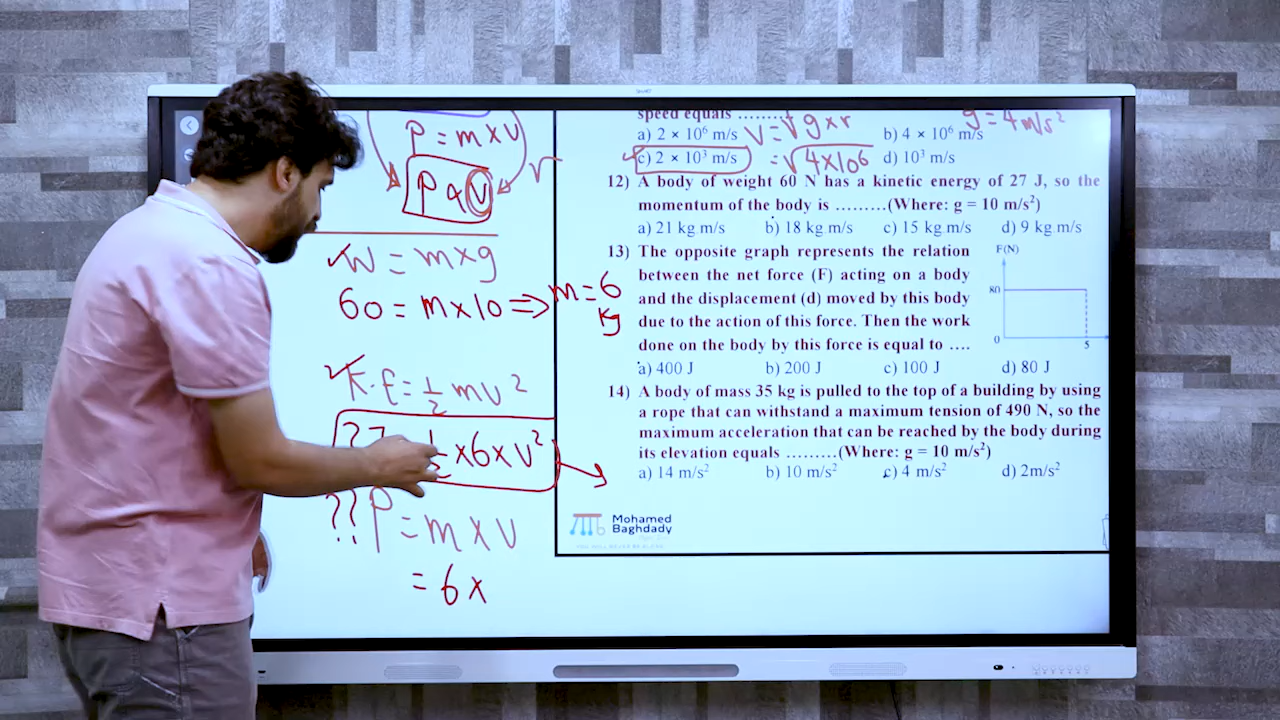 P = m x v
P α v
r
W = m x g
60 = m x 10 ⇒ m = 6
kg
K.E = 1/2 mv²
27 x 6 x v²
?? P = m x v
= 6 x
speed equals ..........
a) 2 × 10⁶ m/s
b) 4 × 10⁶ m/s
c) 2 × 10³ m/s
d) 10³ m/s
v = √g x r
= √4x10⁶
g = 4 m/s²
12) A body of weight 60 N has a kinetic energy of 27 J, so the
momentum of the body is .........(Where: g = 10 m/s²)
a) 21 kg.m/s b) 18 kg m/s c) 15 kg m/s d) 9 kg.m/s
13) The opposite graph represents the relation
between the net force (F) acting on a body
and the displacement (d) moved by this body
due to the action of this force. Then the work
done on the body by this force is equal to ....
F(N)
80
0
5
a) 400 J b) 200 J c) 100 J d) 80 J
14) A body of mass 35 kg is pulled to the top of a building by using
a rope that can withstand a maximum tension of 490 N, so the
maximum acceleration that can be reached by the body during
its elevation equals .........(Where: g = 10 m/s²)
a) 14 m/s² b) 10 m/s² c) 4 m/s² d) 2m/s²
Mohamed
Baghdady